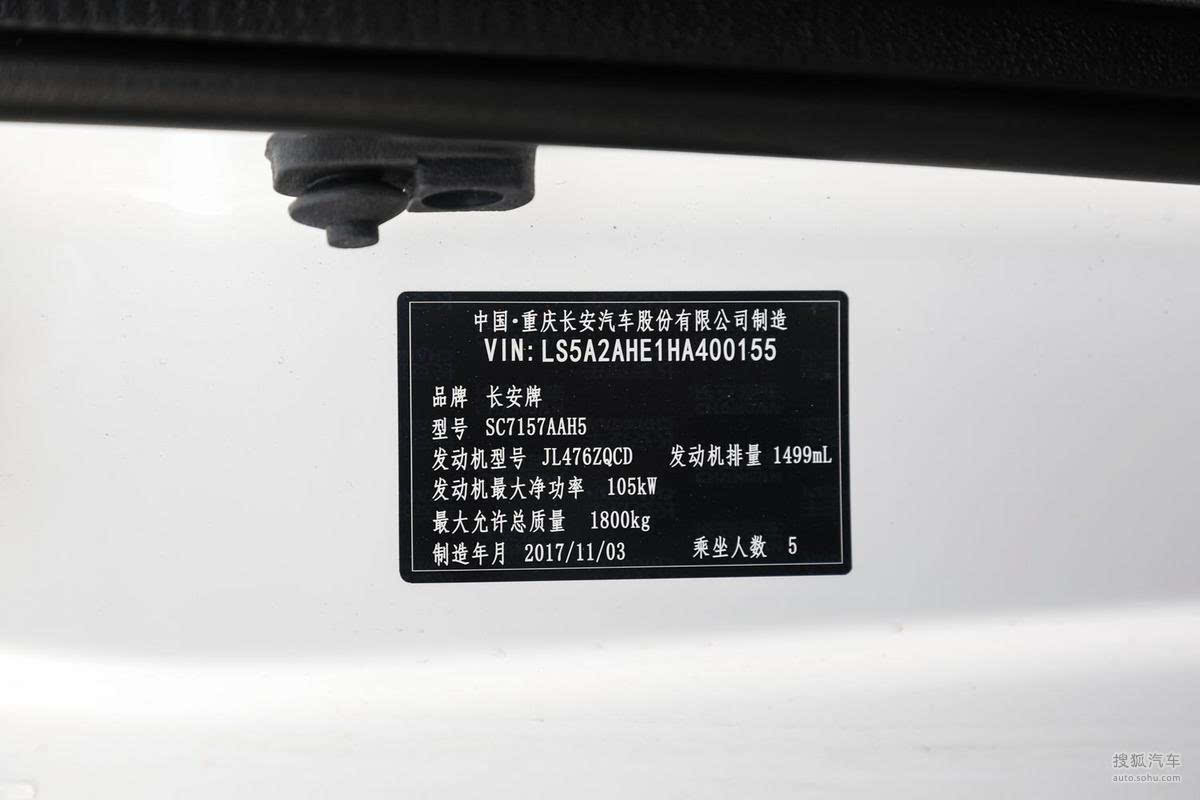 中国·重庆长安汽车股份有限公司制造
VIN:LS5A2AHE1HA400155
品牌 长安牌
型号 SC7157AAH5
发动机型号 JL476ZQCD 发动机排量 1499mL
发动机最大净功率 105kW
最大允许总质量 1800kg
制造年月 2017/11/03 乘坐人数 5
搜狐汽车
auto.sohu.com